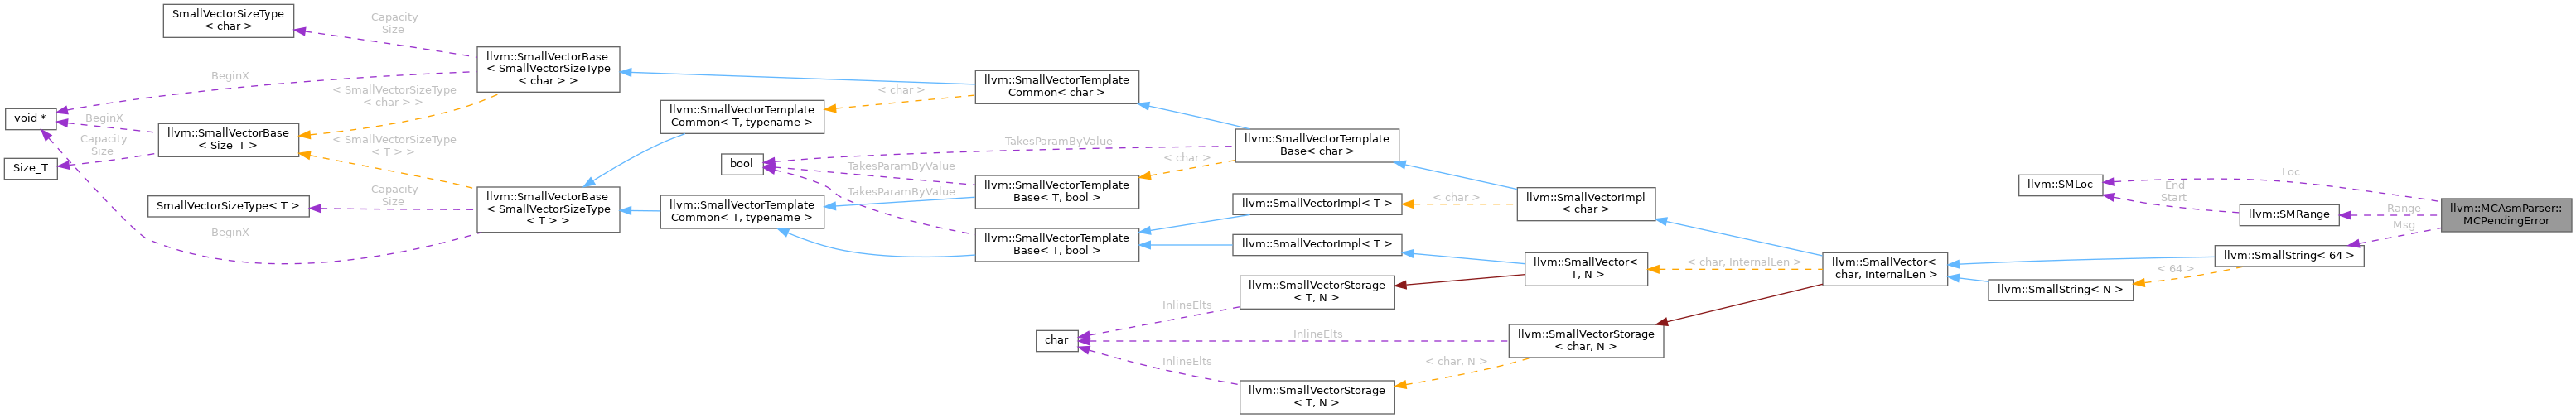 SmallVectorSizeType
< char >
Capacity
Size
llvm::SmallVectorBase
< SmallVectorSizeType
< char > >
BeginX
< SmallVectorSizeType
< char > >
void *
BeginX
llvm::SmallVectorBase
< Size_T >
Capacity
Size
Size_T
< SmallVectorSizeType
< T > >
SmallVectorSizeType< T >
Capacity
Size
llvm::SmallVectorBase
< SmallVectorSizeType
< T > >
BeginX
llvm::SmallVectorTemplate
Common< T, typename >
< char >
llvm::SmallVectorTemplate
Common< char >
bool
TakesParamByValue
TakesParamByValue
TakesParamByValue
llvm::SmallVectorTemplate
Common< T, typename >
llvm::SmallVectorTemplate
Base< T, bool >
llvm::SmallVectorTemplate
Base< T, bool >
< char >
llvm::SmallVectorTemplate
Base< char >
llvm::SmallVectorImpl< T >
< char >
llvm::SmallVectorImpl
< char >
llvm::SmallVectorImpl< T >
llvm::SmallVectorStorage
< T, N >
llvm::SmallVector<
T, N >
< char, InternalLen >
llvm::SmallVector<
char, InternalLen >
char
InlineElts
InlineElts
InlineElts
llvm::SmallVectorStorage
< char, N >
< char, N >
llvm::SmallVectorStorage
< T, N >
llvm::SMLoc
Loc
End
Start
llvm::SMRange
Range
Msg
llvm::MCAsmParser::
MCPendingError
llvm::SmallString< 64 >
< 64 >
llvm::SmallString< N >